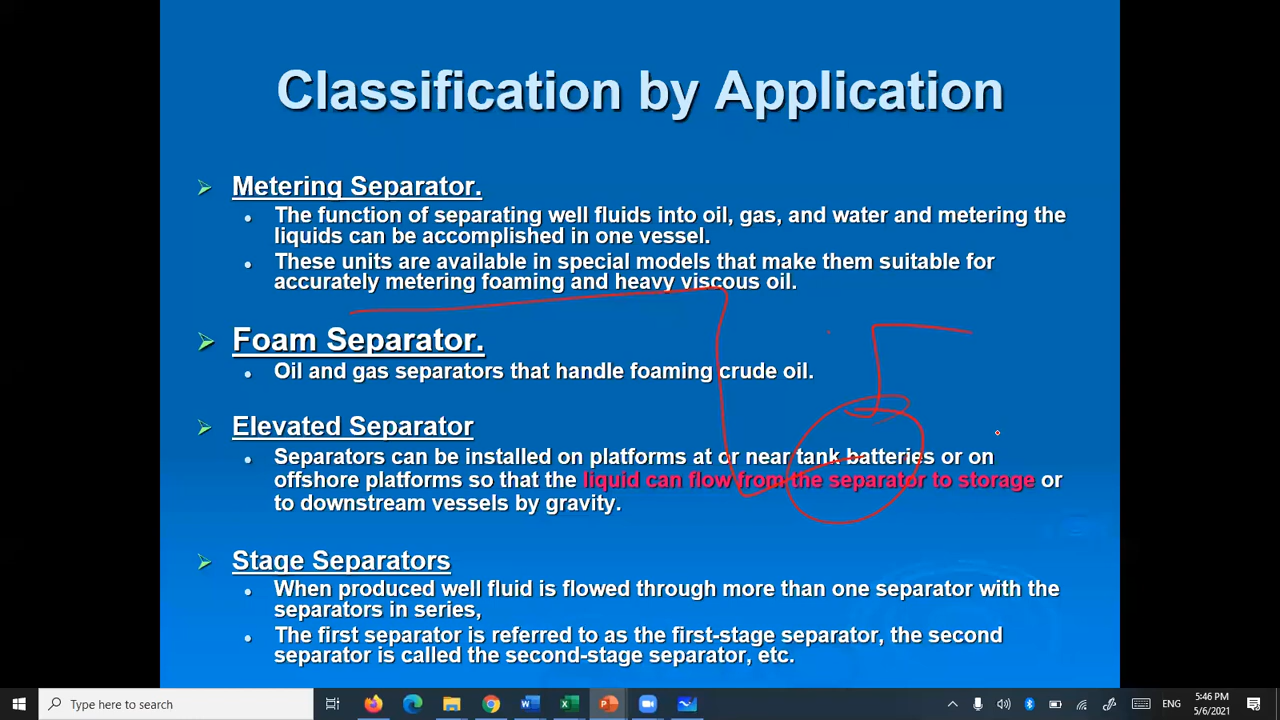 Classification by Application
Metering Separator.
The function of separating well fluids into oil, gas, and water and metering the
liquids can be accomplished in one vessel.
These units are available in special models that make them suitable for
accurately metering foaming and heavy viscous oil.
Foam Separator.
Oil and gas separators that handle foaming crude oil.
Elevated Separator
Separators can be installed on platforms at or near tank batteries or on
offshore platforms so that the liquid can flow from the separator to storage or
to downstream vessels by gravity.
Stage Separators
When produced well fluid is flowed through more than one separator with the
separators in series,
The first separator is referred to as the first-stage separator, the second
separator is called the second-stage separator, etc.
Type here to search
ENG
5:46 PM
5/6/2021